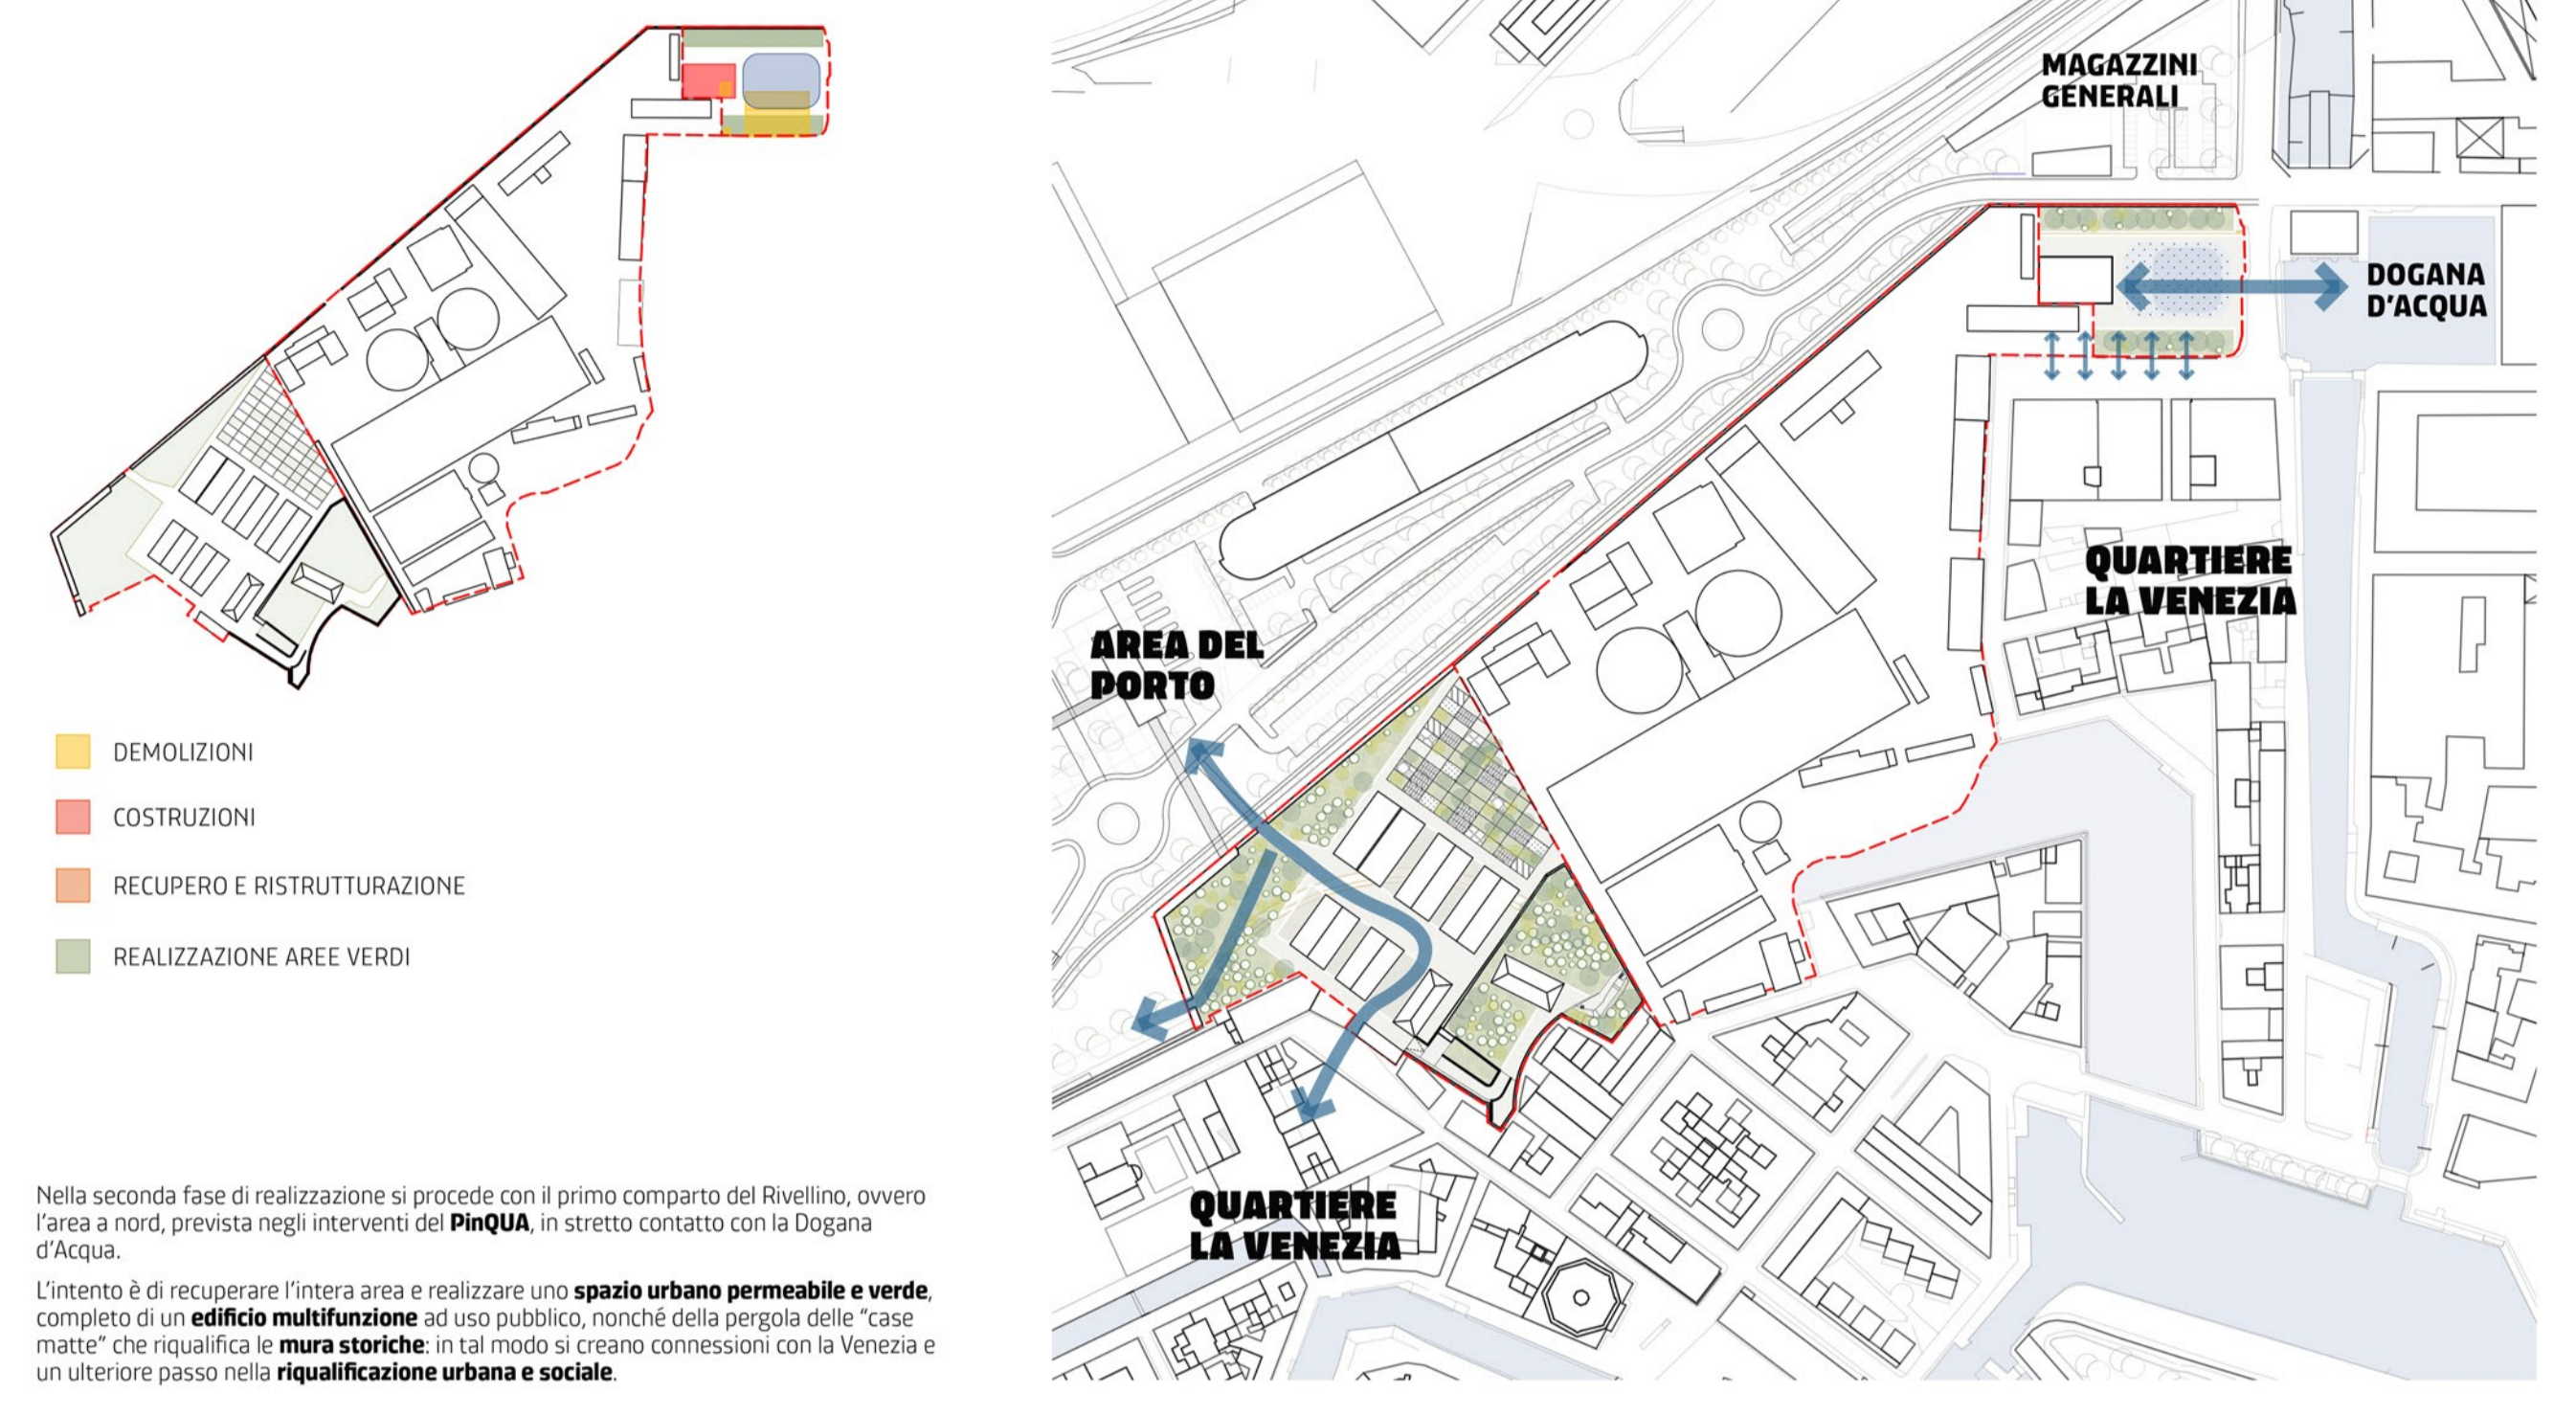 MAGAZZINI
GENERALI
DOGANA
D'ACQUA
QUARTIERE
LA VENEZIA
AREA DEL
PORTO
QUARTIERE
LA VENEZIA
DEMOLIZIONI
COSTRUZIONI
RECUPERO E RISTRUTTURAZIONE
REALIZZAZIONE AREE VERDI
Nella seconda fase di realizzazione si procede con il primo comparto del Rivellino, ovvero
l'area a nord, prevista negli interventi del PinQUA, in stretto contatto con la Dogana
d'Acqua.
L'intento è di recuperare l'intera area e realizzare uno spazio urbano permeabile e verde,
completo di un edificio multifunzione ad uso pubblico, nonché della pergola delle “case
matte” che riqualifica le mura storiche: in tal modo si creano connessioni con la Venezia e
un ulteriore passo nella riqualificazione urbana e sociale.